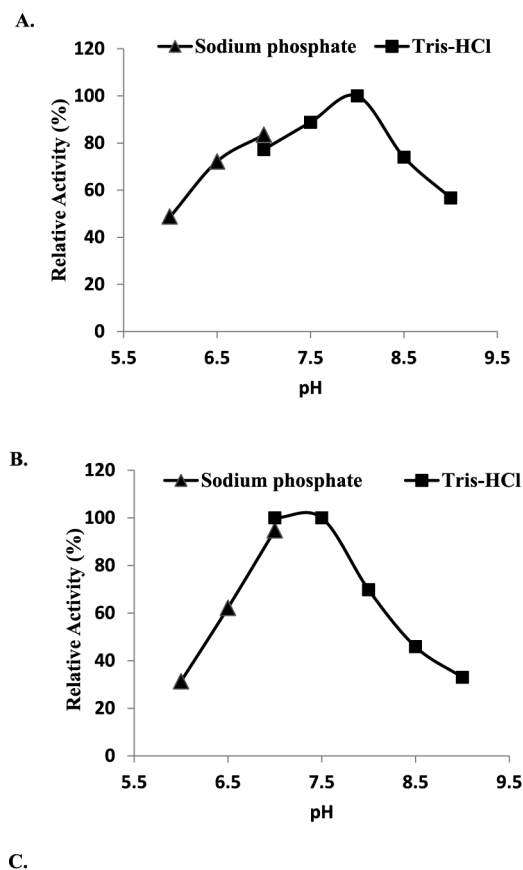 A.
Sodium phosphate Tris-HCl
120
100
80
60
40
20
0
Relative Activity (%)
5.5 6.5 7.5 8.5 9.5
pH
B.
Sodium phosphate Tris-HCl
120
100
80
60
40
20
0
Relative Activity (%)
5.5 6.5 7.5 8.5 9.5
pH
C.